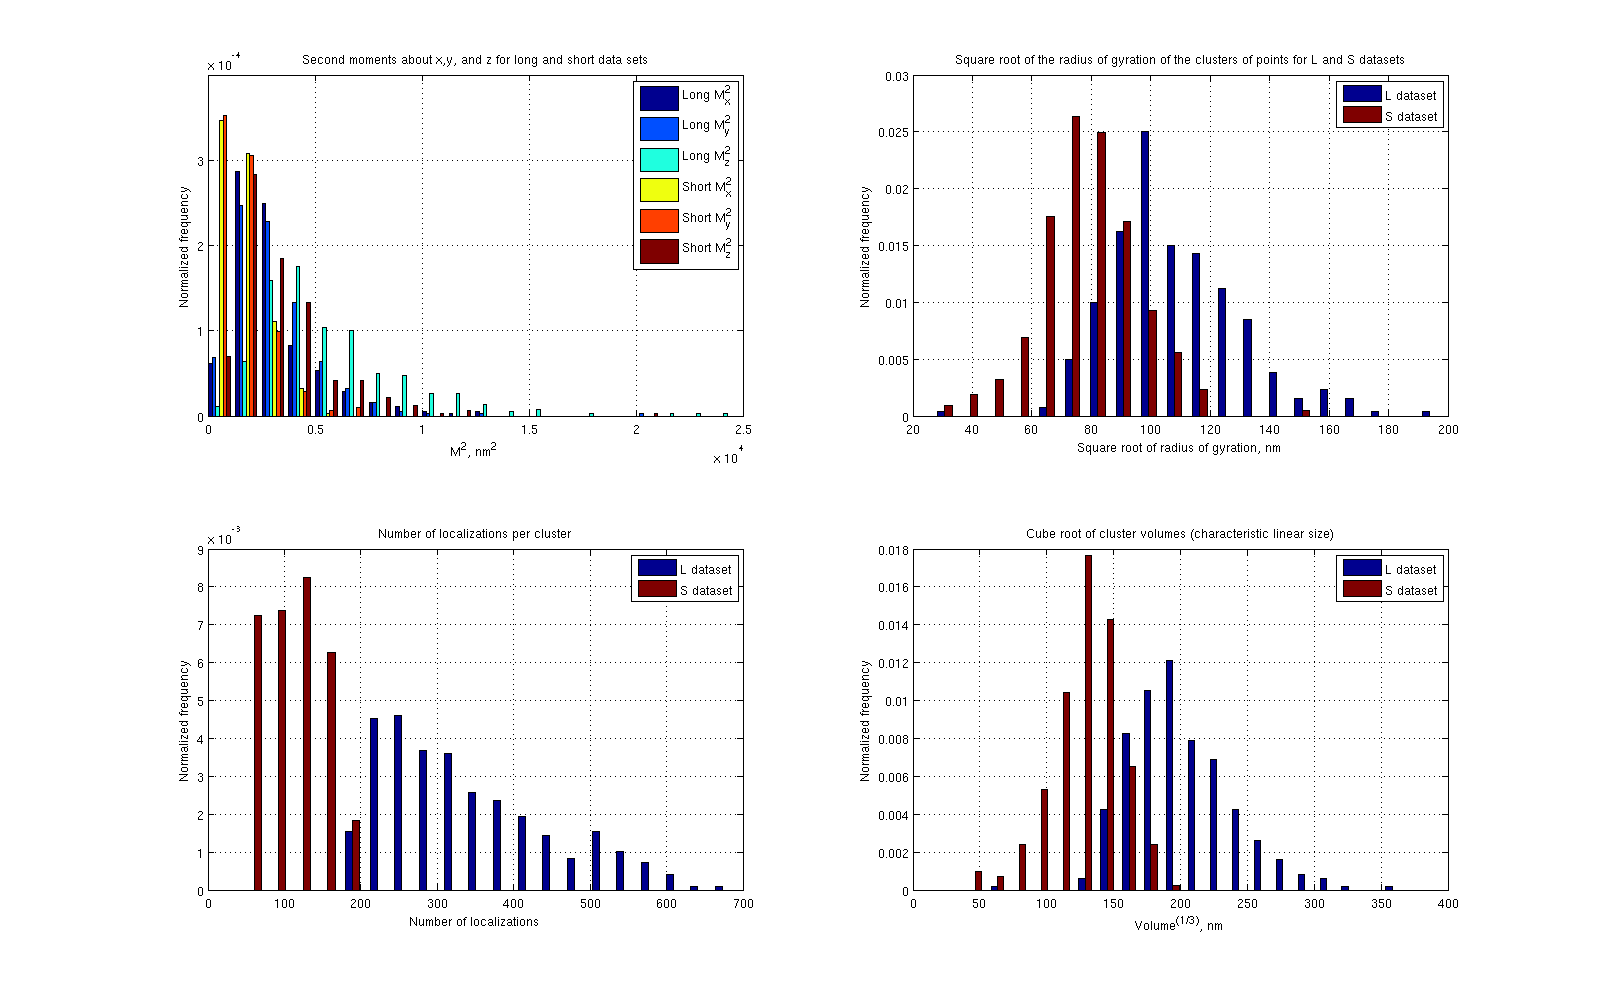 Second moments about x,y, and z for long and short data sets
x 10^-4
Normalized frequency
3
2
1
0
0 0.5 1 1.5 2 2.5
M^2, nm^2
x 10^4
Long M_x^2
Long M_y^2
Long M_z^2
Short M_x^2
Short M_y^2
Short M_z^2
Square root of the radius of gyration of the clusters of points for L and S datasets
Normalized frequency
0.03
0.025
0.02
0.015
0.01
0.005
0
20 40 60 80 100 120 140 160 180 200
Square root of radius of gyration, nm
L dataset
S dataset
Number of localizations per cluster
x 10^-3
Normalized frequency
9
8
7
6
5
4
3
2
1
0
0 100 200 300 400 500 600 700
Number of localizations
L dataset
S dataset
Cube root of cluster volumes (characteristic linear size)
Normalized frequency
0.018
0.016
0.014
0.012
0.01
0.008
0.006
0.004
0.002
0
0 50 100 150 200 250 300 350 400
Volume^(1/3), nm
L dataset
S dataset